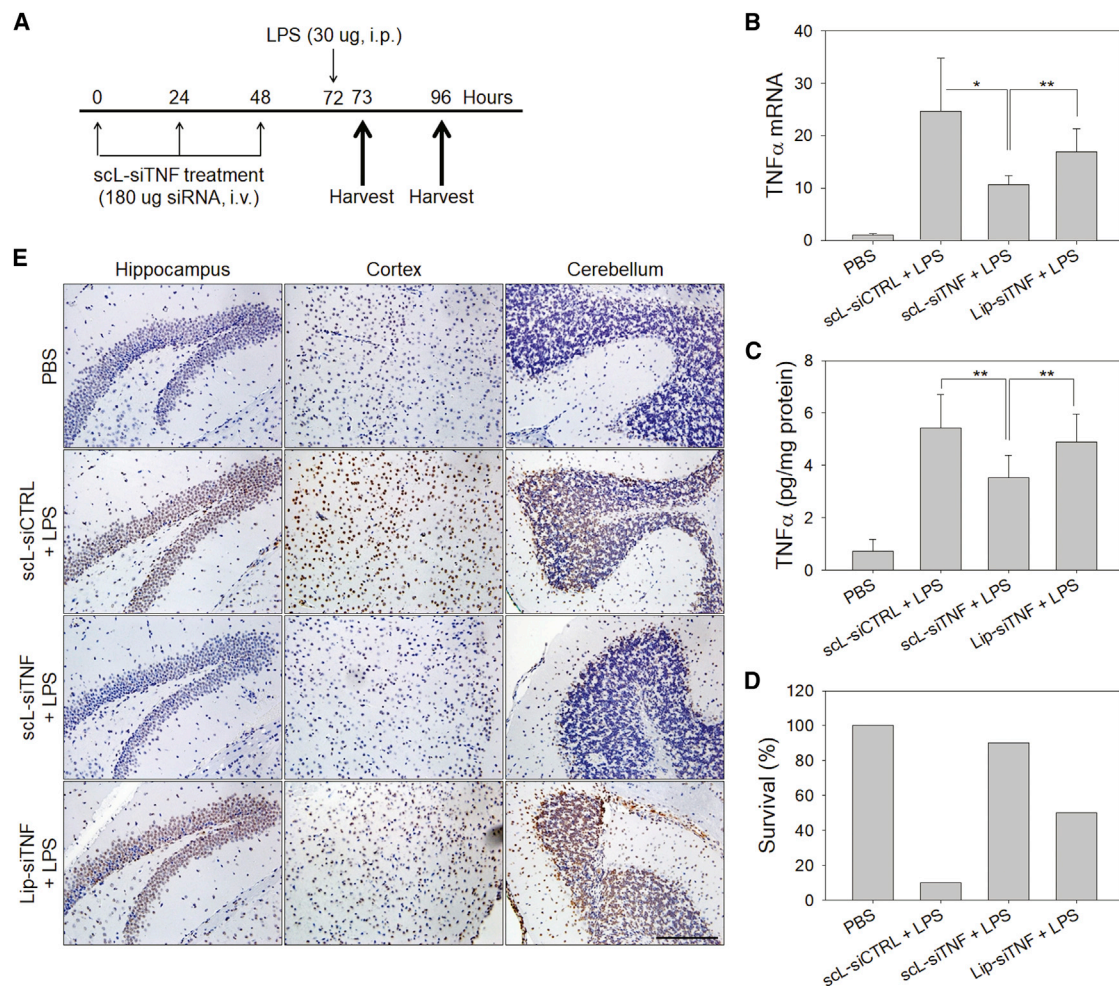 A
LPS (30 ug, i.p.)
0 24 48 72 73 96 Hours
scL-siTNF treatment
(180 ug siRNA, i.v.)
Harvest Harvest
B
TNFα mRNA
40
30
20
10
0
* **
PBS
scL-siCTRL + LPS
scL-siTNF + LPS
Lip-siTNF + LPS
E
Hippocampus Cortex Cerebellum
PBS
scL-siCTRL
+ LPS
scL-siTNF
+ LPS
Lip-siTNF
+ LPS
C
TNFα (pg/mg protein)
8
6
4
2
0
** **
PBS
scL-siCTRL + LPS
scL-siTNF + LPS
Lip-siTNF + LPS
D
Survival (%)
120
100
80
60
40
20
0
PBS
scL-siCTRL + LPS
scL-siTNF + LPS
Lip-siTNF + LPS